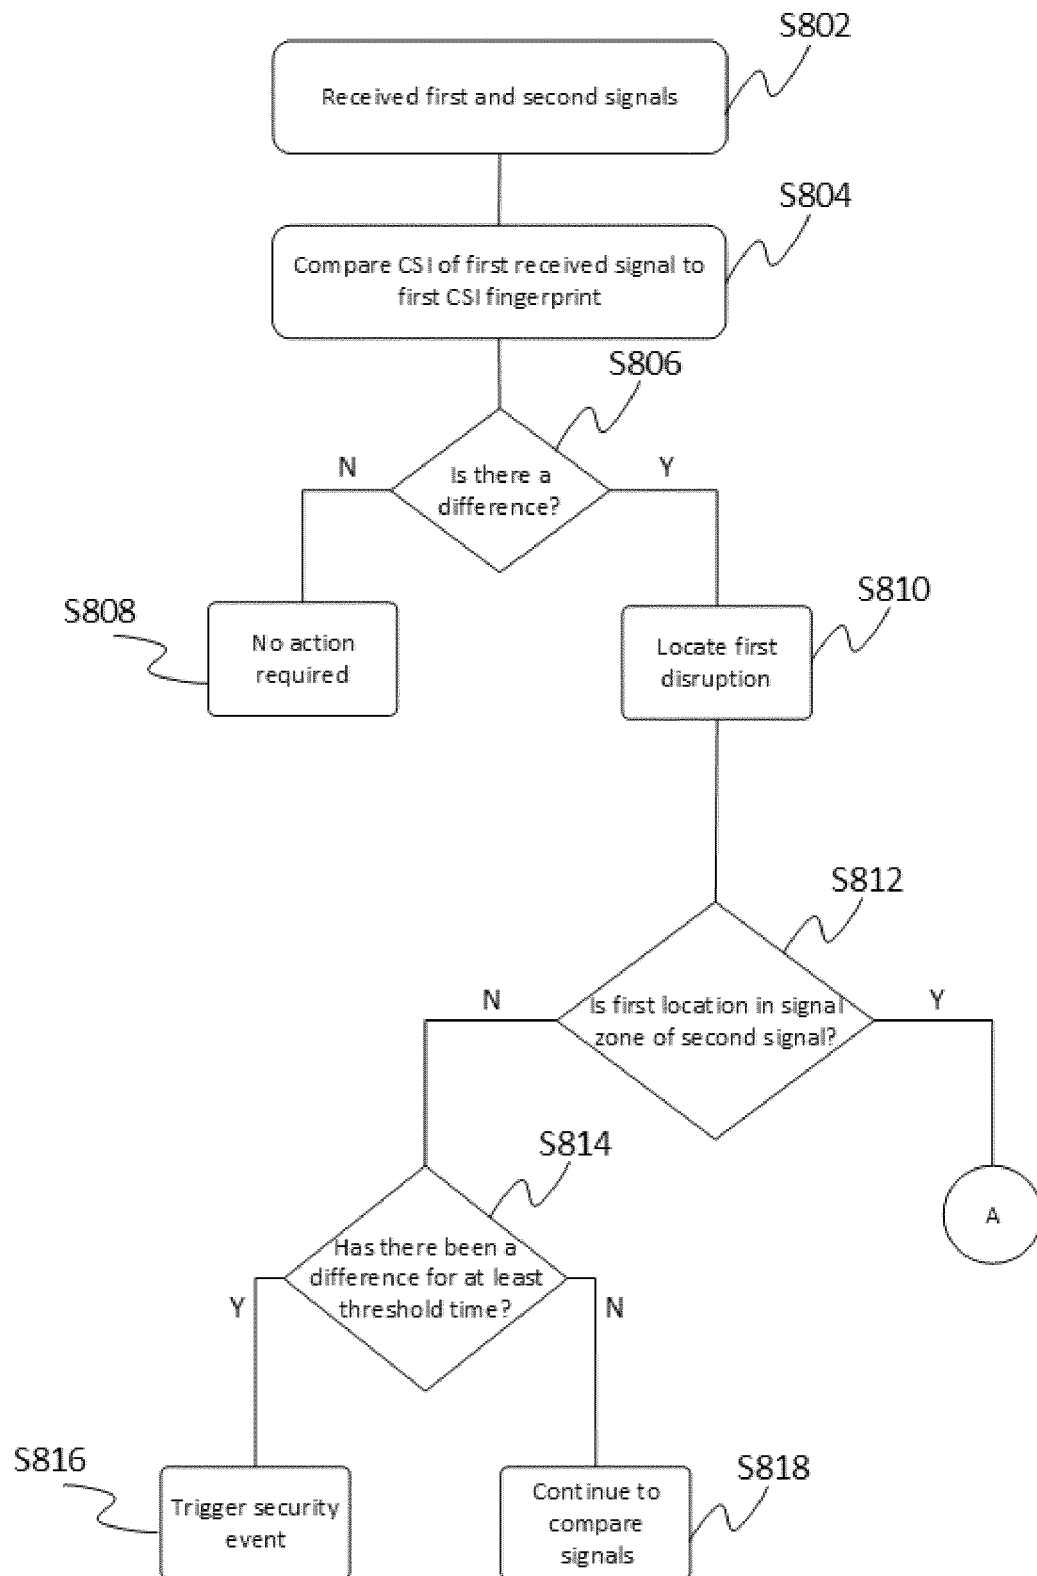 S802
Received first and second signals
S804
Compare CSI of first received signal to
first CSI fingerprint
S806
N
Is there a
difference?
Y
S808
No action
required
S810
Locate first
disruption
S812
N
Is first location in signal
zone of second signal?
Y
S814
A
Has there been a
difference for at least
threshold time?
Y
N
S816
Trigger security
event
S818
Continue to
compare
signals